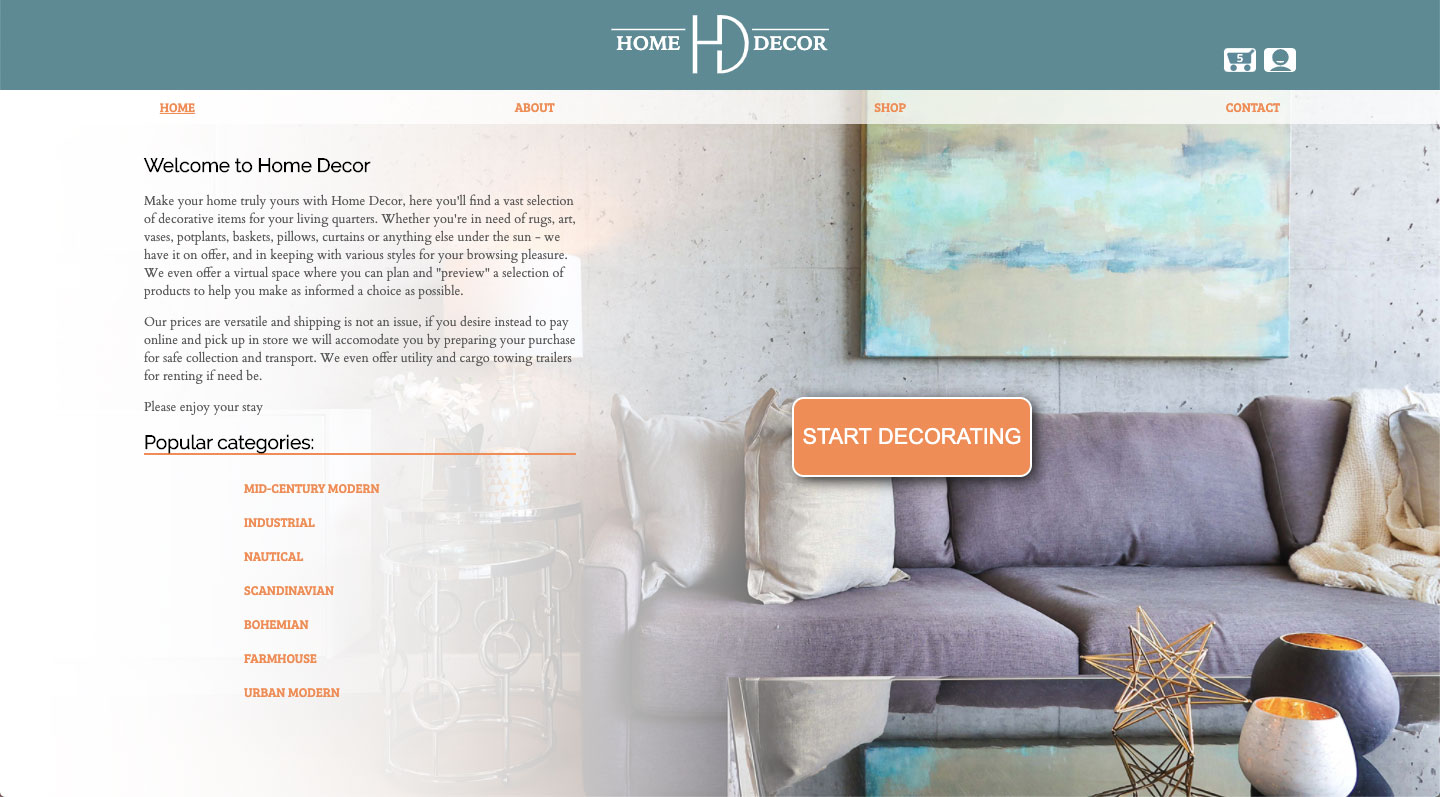 HOME HD DECOR
5
HOME
ABOUT
SHOP
CONTACT
Welcome to Home Decor
Make your home truly yours with Home Decor, here you'll find a vast selection
of decorative items for your living quarters. Whether you're in need of rugs, art,
vases, potplants, baskets, pillows, curtains or anything else under the sun - we
have it on offer, and in keeping with various styles for your browsing pleasure.
We even offer a virtual space where you can plan and "preview" a selection of
products to help you make as informed a choice as possible.
Our prices are versatile and shipping is not an issue, if you desire instead to pay
online and pick up in store we will accomodate you by preparing your purchase
for safe collection and transport. We even offer utility and cargo towing trailers
for renting if need be.
Please enjoy your stay
Popular categories:
MID-CENTURY MODERN
INDUSTRIAL
NAUTICAL
SCANDINAVIAN
BOHEMIAN
FARMHOUSE
URBAN MODERN
START DECORATING